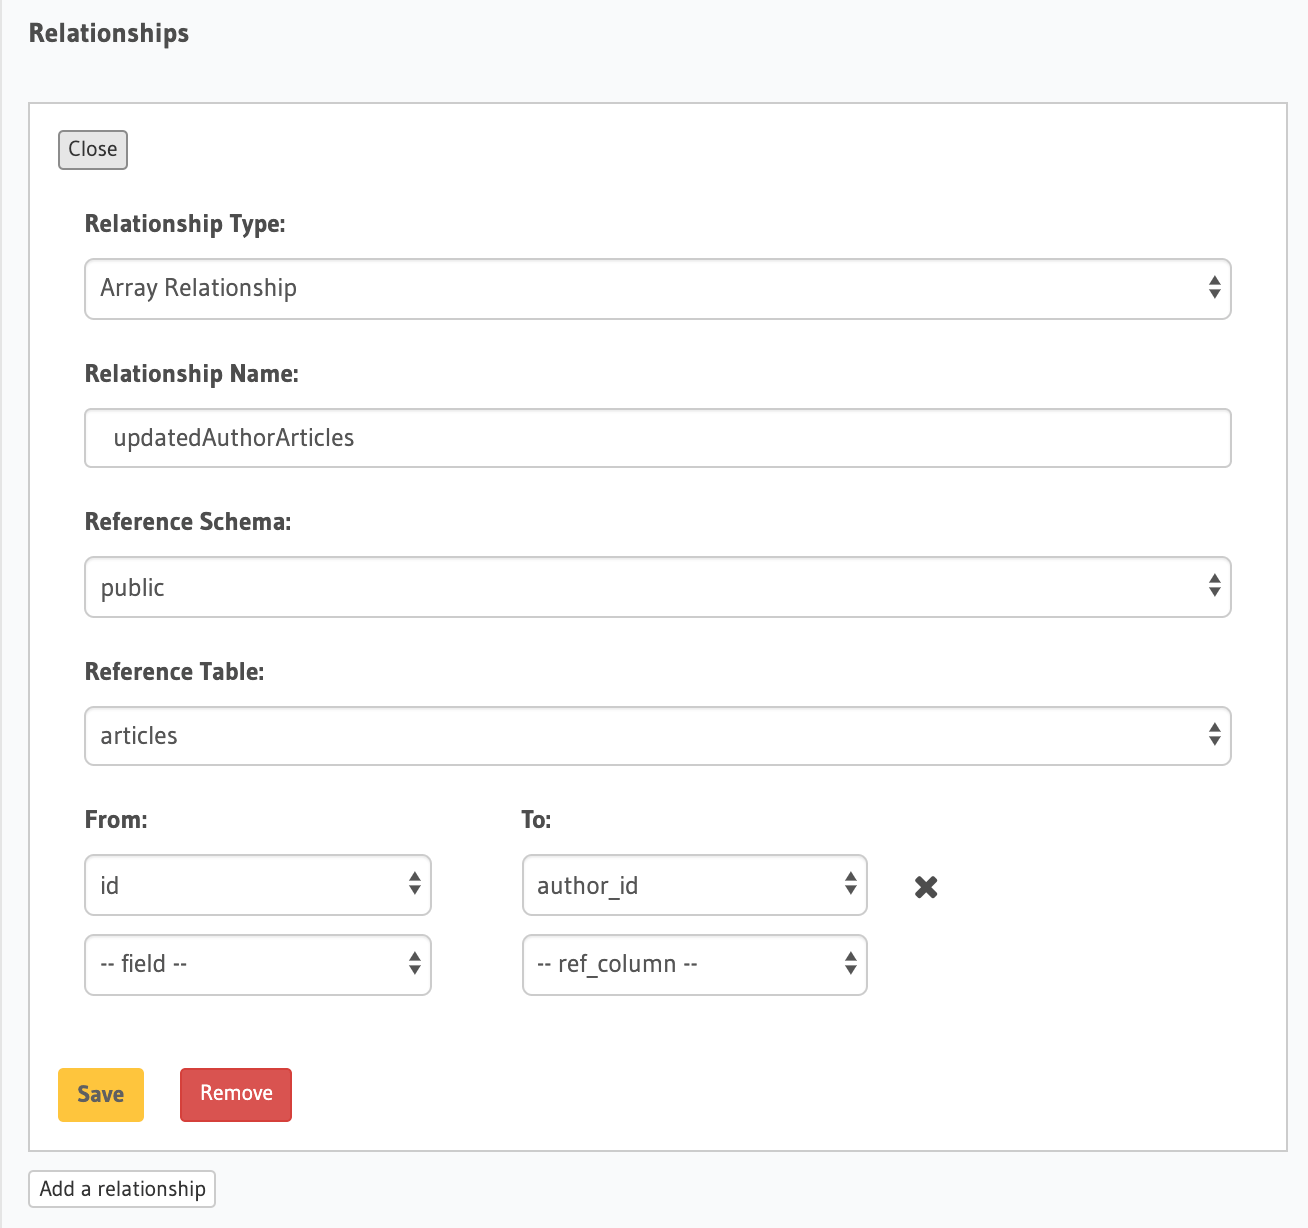 Relationships
Close
Relationship Type:
Array Relationship
Relationship Name:
updatedAuthorArticles
Reference Schema:
public
Reference Table:
articles
From: To:
id author_id
-- field -- -- ref_column --
Save Remove
Add a relationship